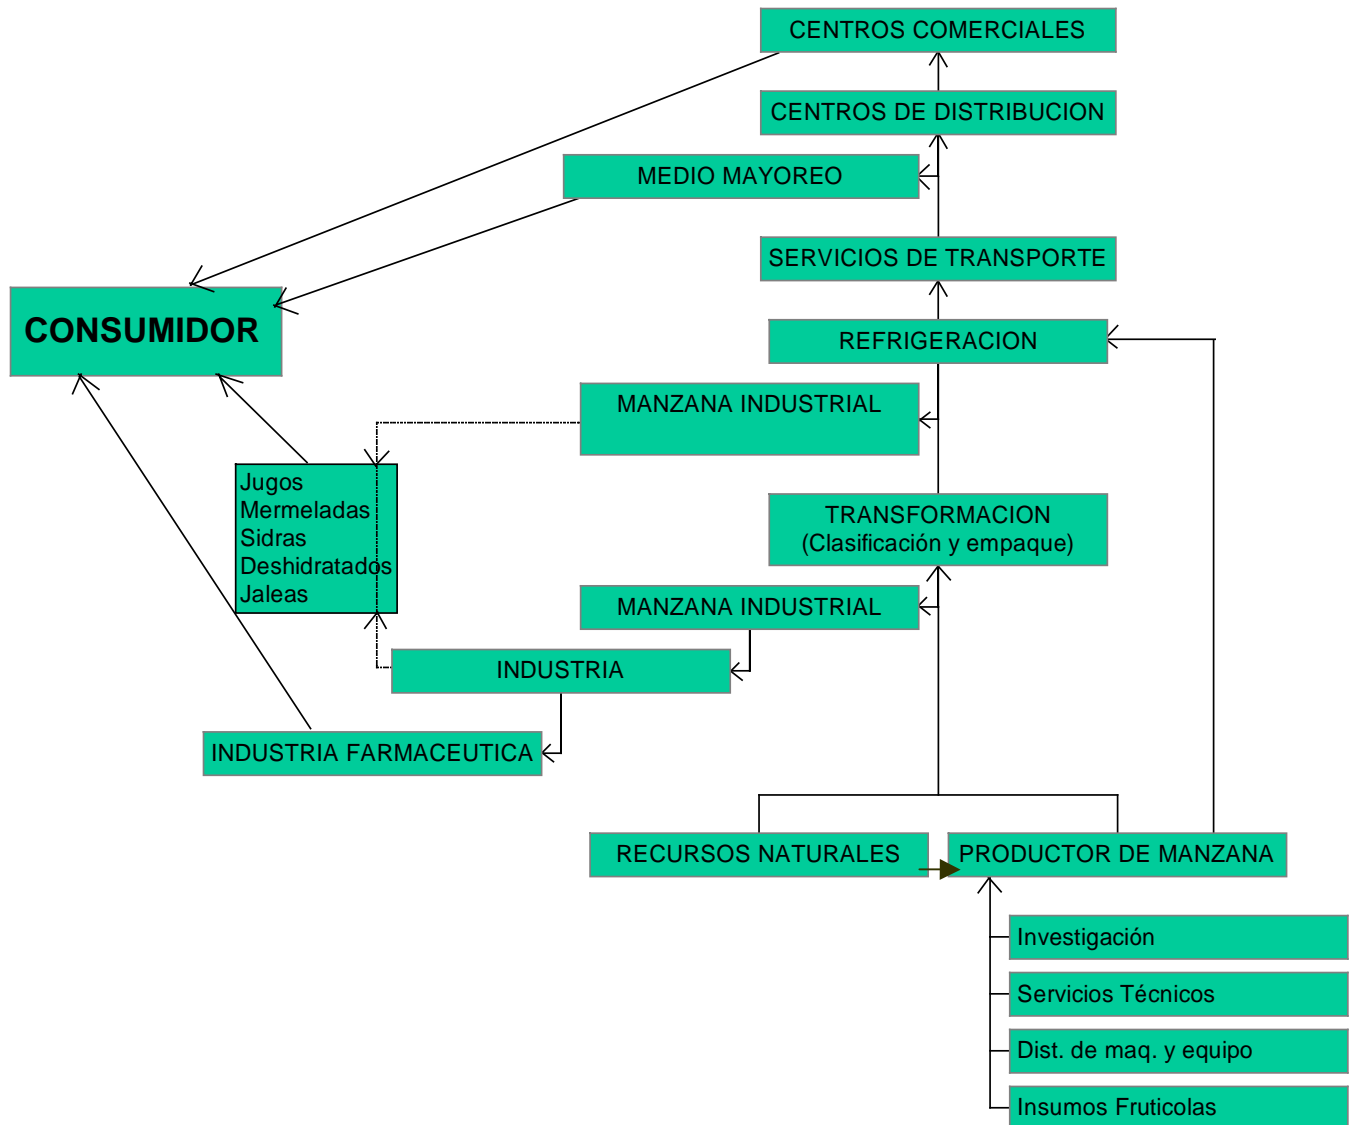 CENTROS COMERCIALES
CENTROS DE DISTRIBUCION
MEDIO MAYOREO
SERVICIOS DE TRANSPORTE
CONSUMIDOR
REFRIGERACION
MANZANA INDUSTRIAL
Jugos
Mermeladas
Sidras
Deshidratados
Jaleas
TRANSFORMACION
(Clasificación y empaque)
MANZANA INDUSTRIAL
INDUSTRIA
INDUSTRIA FARMACEUTICA
RECURSOS NATURALES
PRODUCTOR DE MANZANA
Investigación
Servicios Técnicos
Dist. de maq. y equipo
Insumos Fruticolas